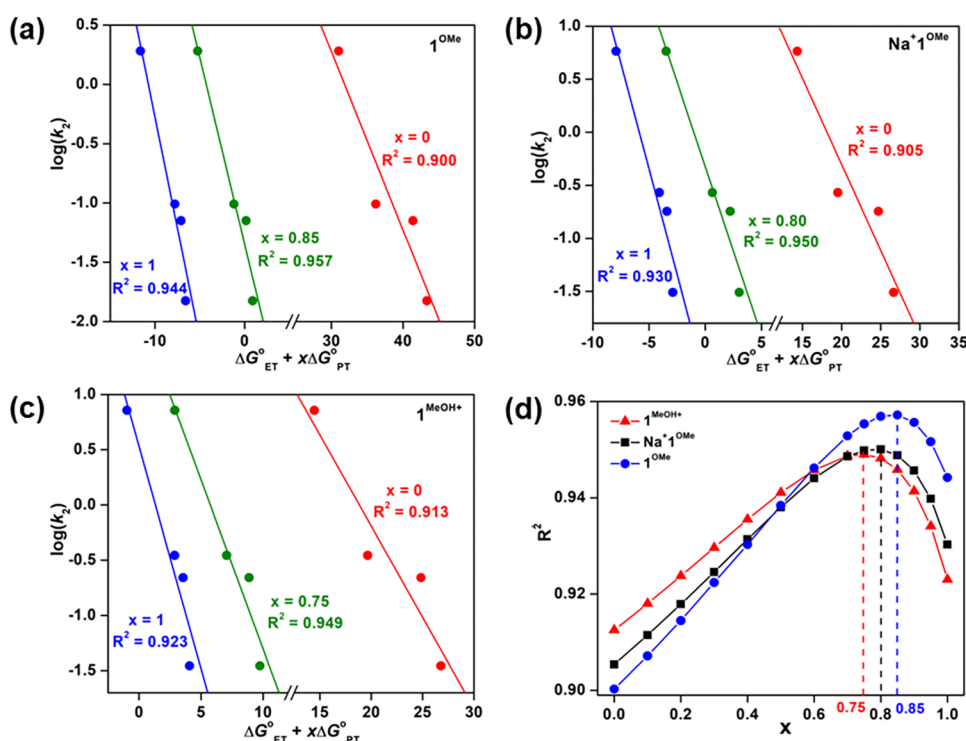 (a)
1^OMe
0.5
0.0
-0.5
-1.0
-1.5
-2.0
log(k₂)
x = 0
R² = 0.900
x = 0.85
R² = 0.957
x = 1
R² = 0.944
-10
0
30
40
50
ΔG°ET + xΔG°PT
(b)
Na⁺1^OMe
1.0
0.5
0.0
-0.5
-1.0
-1.5
log(k₂)
x = 0
R² = 0.905
x = 0.80
R² = 0.950
x = 1
R² = 0.930
-10
-5
0
5
15
20
25
30
35
ΔG°ET + xΔG°PT
(c)
1^MeOH+
1.0
0.5
0.0
-0.5
-1.0
-1.5
log(k₂)
x = 0
R² = 0.913
x = 0.75
R² = 0.949
x = 1
R² = 0.923
0
5
10
15
20
25
30
ΔG°ET + xΔG°PT
(d)
0.96
0.94
0.92
0.90
R²
1^MeOH+
Na⁺1^OMe
1^OMe
0.0
0.2
0.4
0.6
0.8
1.0
0.75
0.85
x